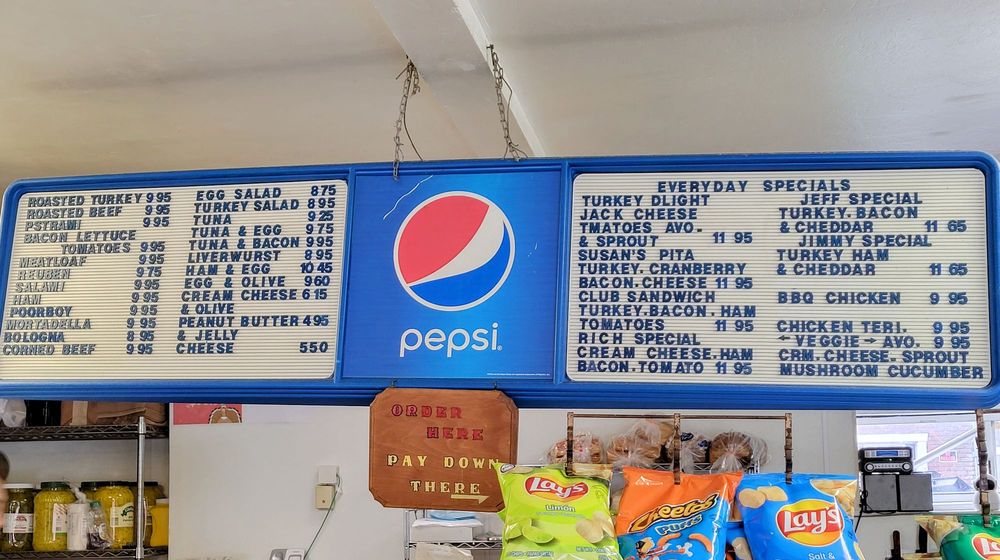 ROASTED TURKEY 9 95
ROASTED BEEF 9 95
PSTRAMI 9 95
BACON LETTUCE
TOMATOES 9 95
MEATLOAF 9 95
REUBEN 9 75
SALAMI 9 95
HAM 9 95
POORBOY 9 95
MORTADELLA 9 95
BOLOGNA 8 95
CORNED BEEF 9 95
EGG SALAD 8 75
TURKEY SALAD 8 95
TUNA 9 25
TUNA & EGG 9 75
TUNA & BACON 9 95
LIVERWURST 8 95
HAM & EGG 10 45
EGG & OLIVE 9 60
CREAM CHEESE 6 15
& OLIVE
PEANUT BUTTER 4 95
& JELLY
CHEESE 5 50
pepsi
EVERYDAY SPECIALS
TURKEY DLIGHT
JACK CHEESE
TMATOES AVO.
& SPROUT 11 95
SUSAN'S PITA
TURKEY. CRANBERRY
BACON. CHEESE 11 95
CLUB SANDWICH
TURKEY. BACON. HAM
TOMATOES 11 95
RICH SPECIAL
CREAM CHEESE. HAM
BACON. TOMATO 11 95
JEFF SPECIAL
TURKEY. BACON
& CHEDDAR 11 65
JIMMY SPECIAL
TURKEY HAM
& CHEDDAR 11 65
BBQ CHICKEN 9 95
CHICKEN TERI. 9 95
←VEGGIE→ AVO. 9 95
CRM. CHEESE. SPROUT
MUSHROOM CUCUMBER
ORDER
HERE
PAY DOWN
THERE →
Lay's
Limón
Cheetos
PUFFS
Lay's
Salt &
Lay's